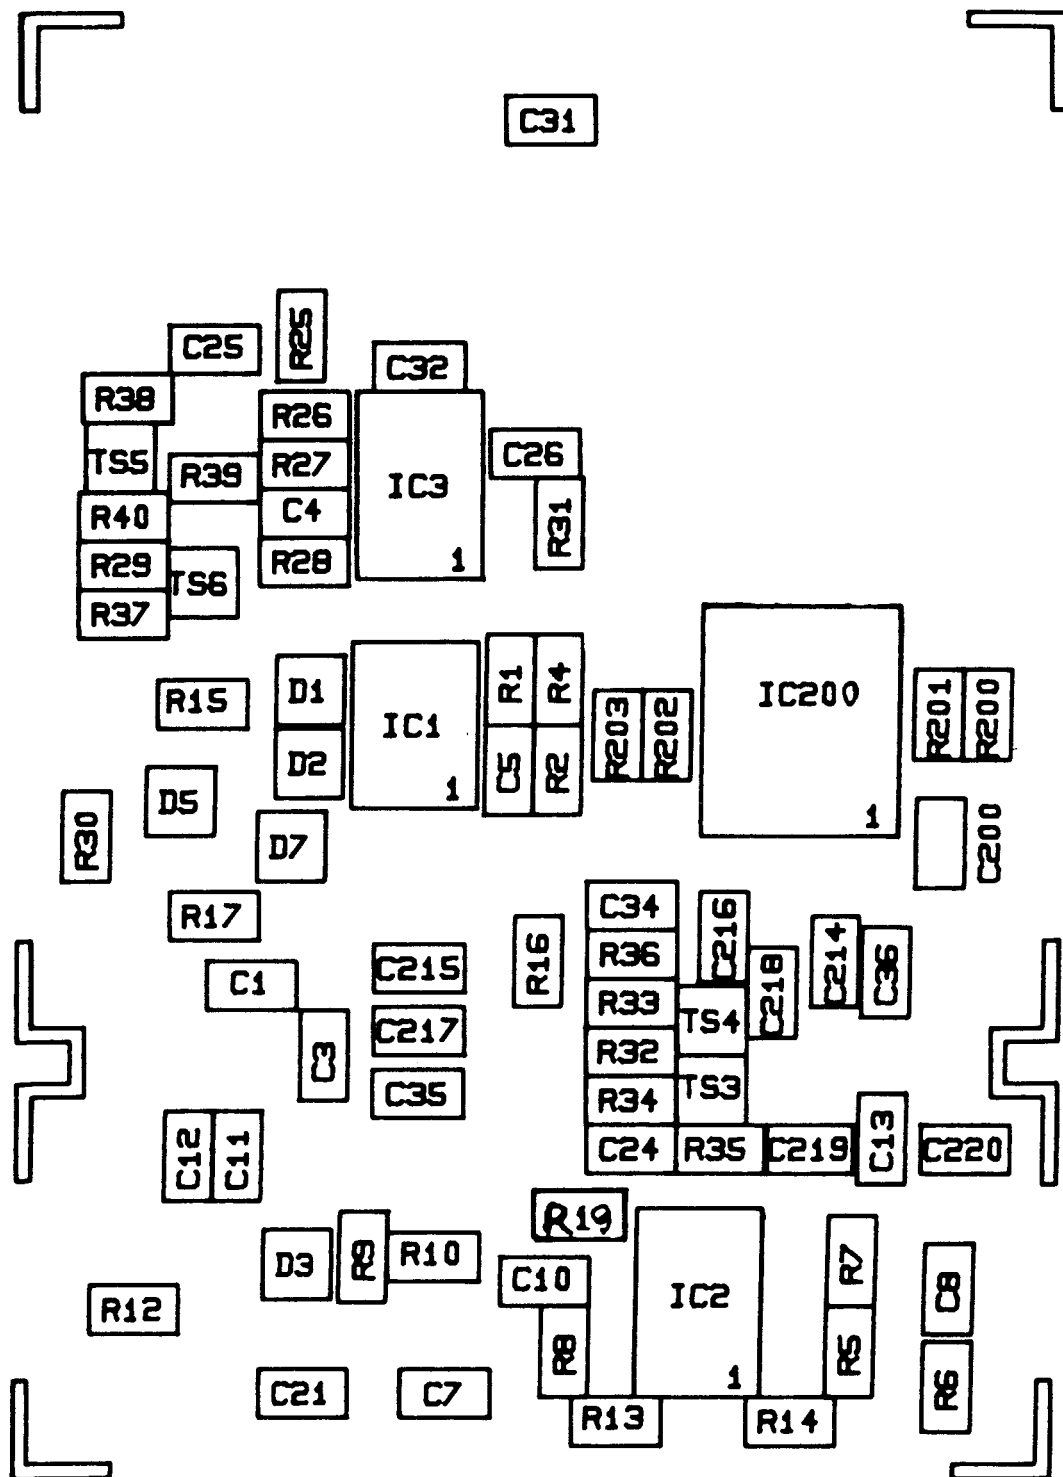 C31
R25
C25
C32
R38
R26
C26
TS5
R39
R27
IC3
R40
C4
R31
R29
TS6
R28
1
R37
R15
D1
IC1
R1
R4
IC200
R203
R202
R201
R200
D2
C5
R2
1
D5
1
R30
D7
C200
R17
C34
C216
R16
R36
C214
C36
C1
C215
C218
R33
TS4
C217
C3
R32
C35
TS3
R34
C12
C11
C24
R35
C219
C13
C220
R19
D3
R9
R10
C10
IC2
R7
C8
R12
R8
R5
C21
C7
1
R6
R13
R14